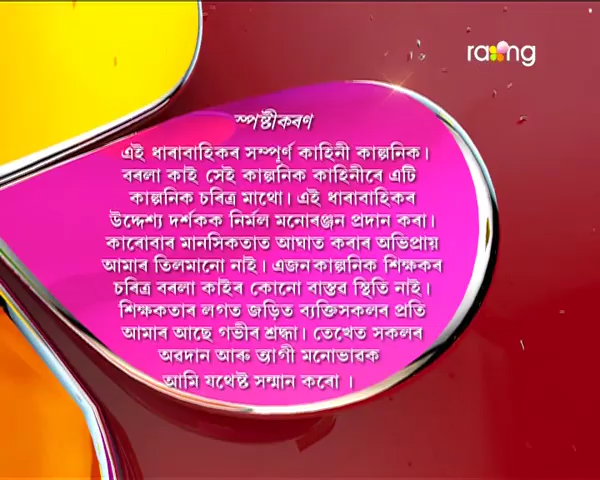 rang
স্পষ্টীকৰণ
এই ধাৰাবাহিকৰ সম্পূৰ্ণ কাহিনী কাল্পনিক।
বৰলা কাই সেই কাল্পনিক কাহিনীৰে এটি
কাল্পনিক চৰিত্ৰ মাথো। এই ধাৰাবাহিকৰ
উদ্দেশ্য দৰ্শকক নিৰ্মল মনোৰঞ্জন প্ৰদান কৰা।
কাৰোবাৰ মানসিকতাত আঘাত কৰাৰ অভিপ্ৰায়
আমাৰ তিলমানো নাই। এজন কাল্পনিক শিক্ষকৰ
চৰিত্ৰ বৰলা কাইৰ কোনো বাস্তৱ স্থিতি নাই।
শিক্ষকতাৰ লগত জড়িত ব্যক্তিসকলৰ প্ৰতি
আমাৰ আছে গভীৰ শ্ৰদ্ধা। তেখেত সকলৰ
অৱদান আৰু ত্যাগী মনোভাৱক
আমি যথেষ্ট সন্মান কৰো ।